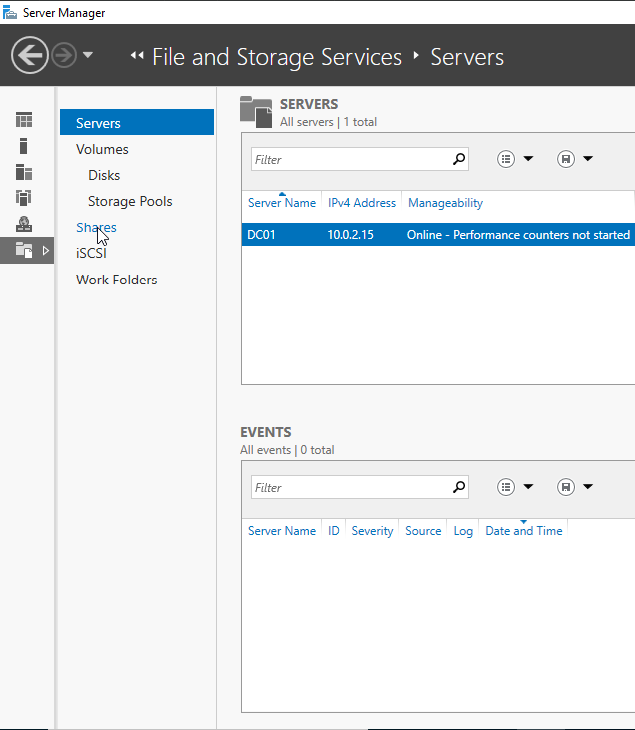 Server Manager
File and Storage Services Servers
Servers
Volumes
Disks
Storage Pools
Shares
iSCSI
Work Folders
SERVERS
All servers | 1 total
Filter
Server Name IPv4 Address Manageability
DC01 10.0.2.15 Online - Performance counters not started
EVENTS
All events | 0 total
Filter
Server Name ID Severity Source Log Date and Time